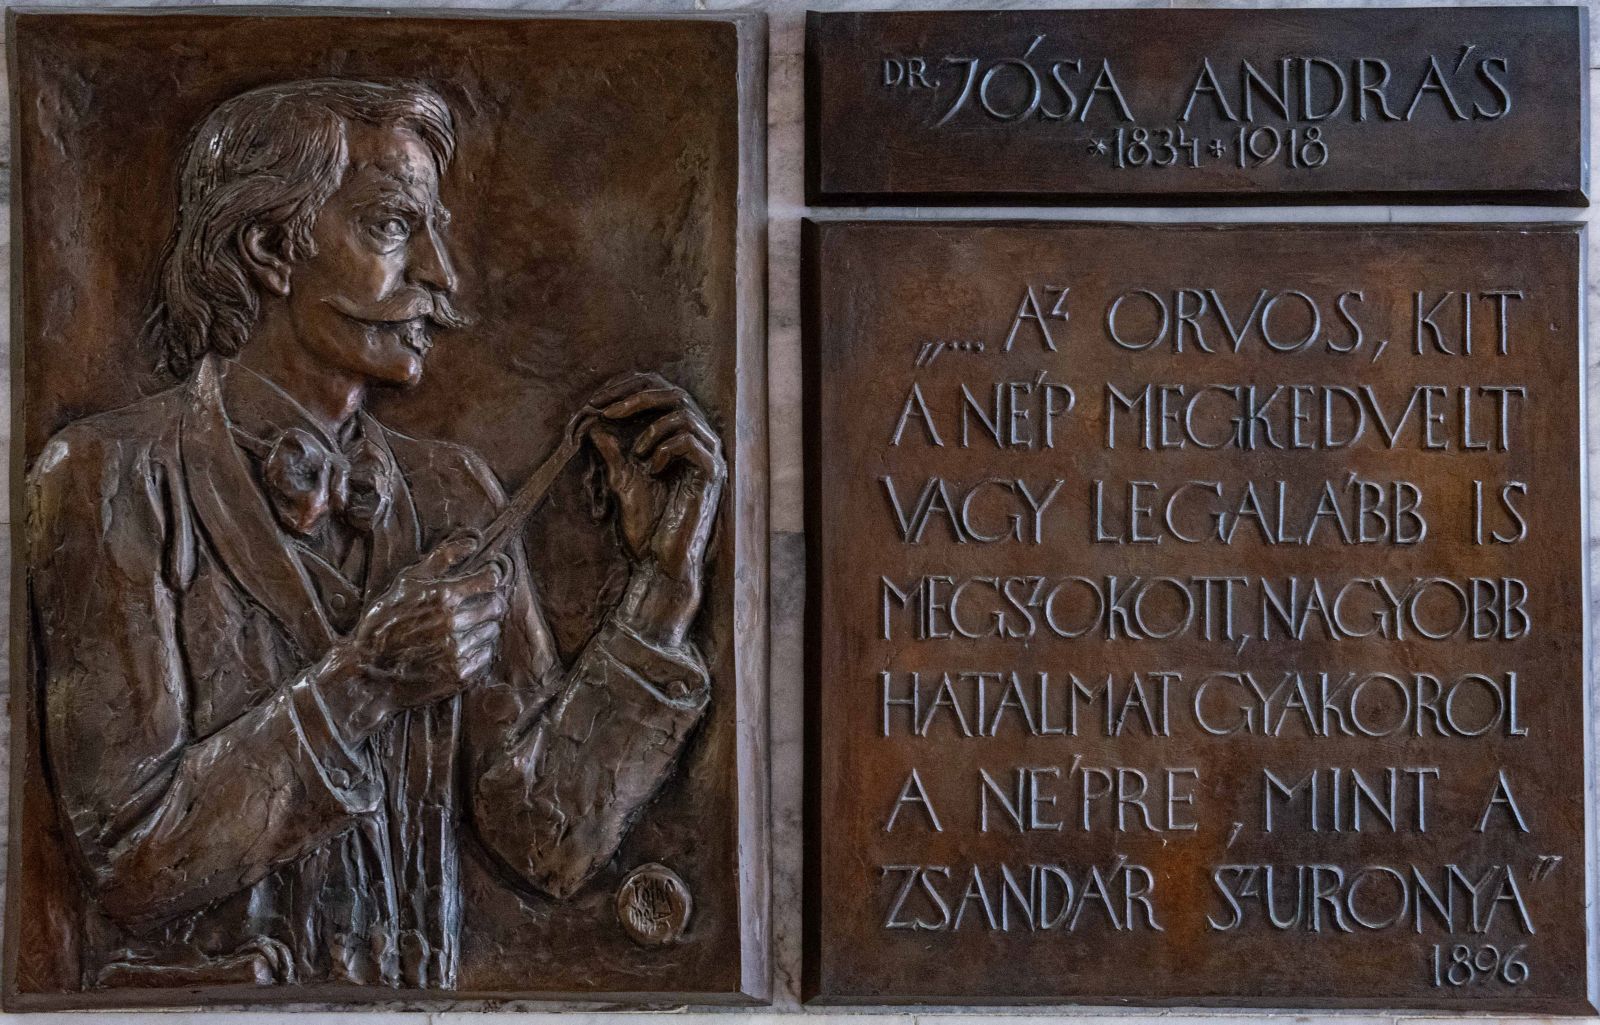 DR. JÓSA ANDRÁS
*1834+1918
„... AZ ORVOS, KIT
A NÉP MEGKEDVELT
VAGY LEGALÁBB IS
MEGSZOKOTT, NAGYOBB
HATALMAT GYAKOROL
A NÉPRE, MINT A
ZSANDÁR SZURONYA”
1896